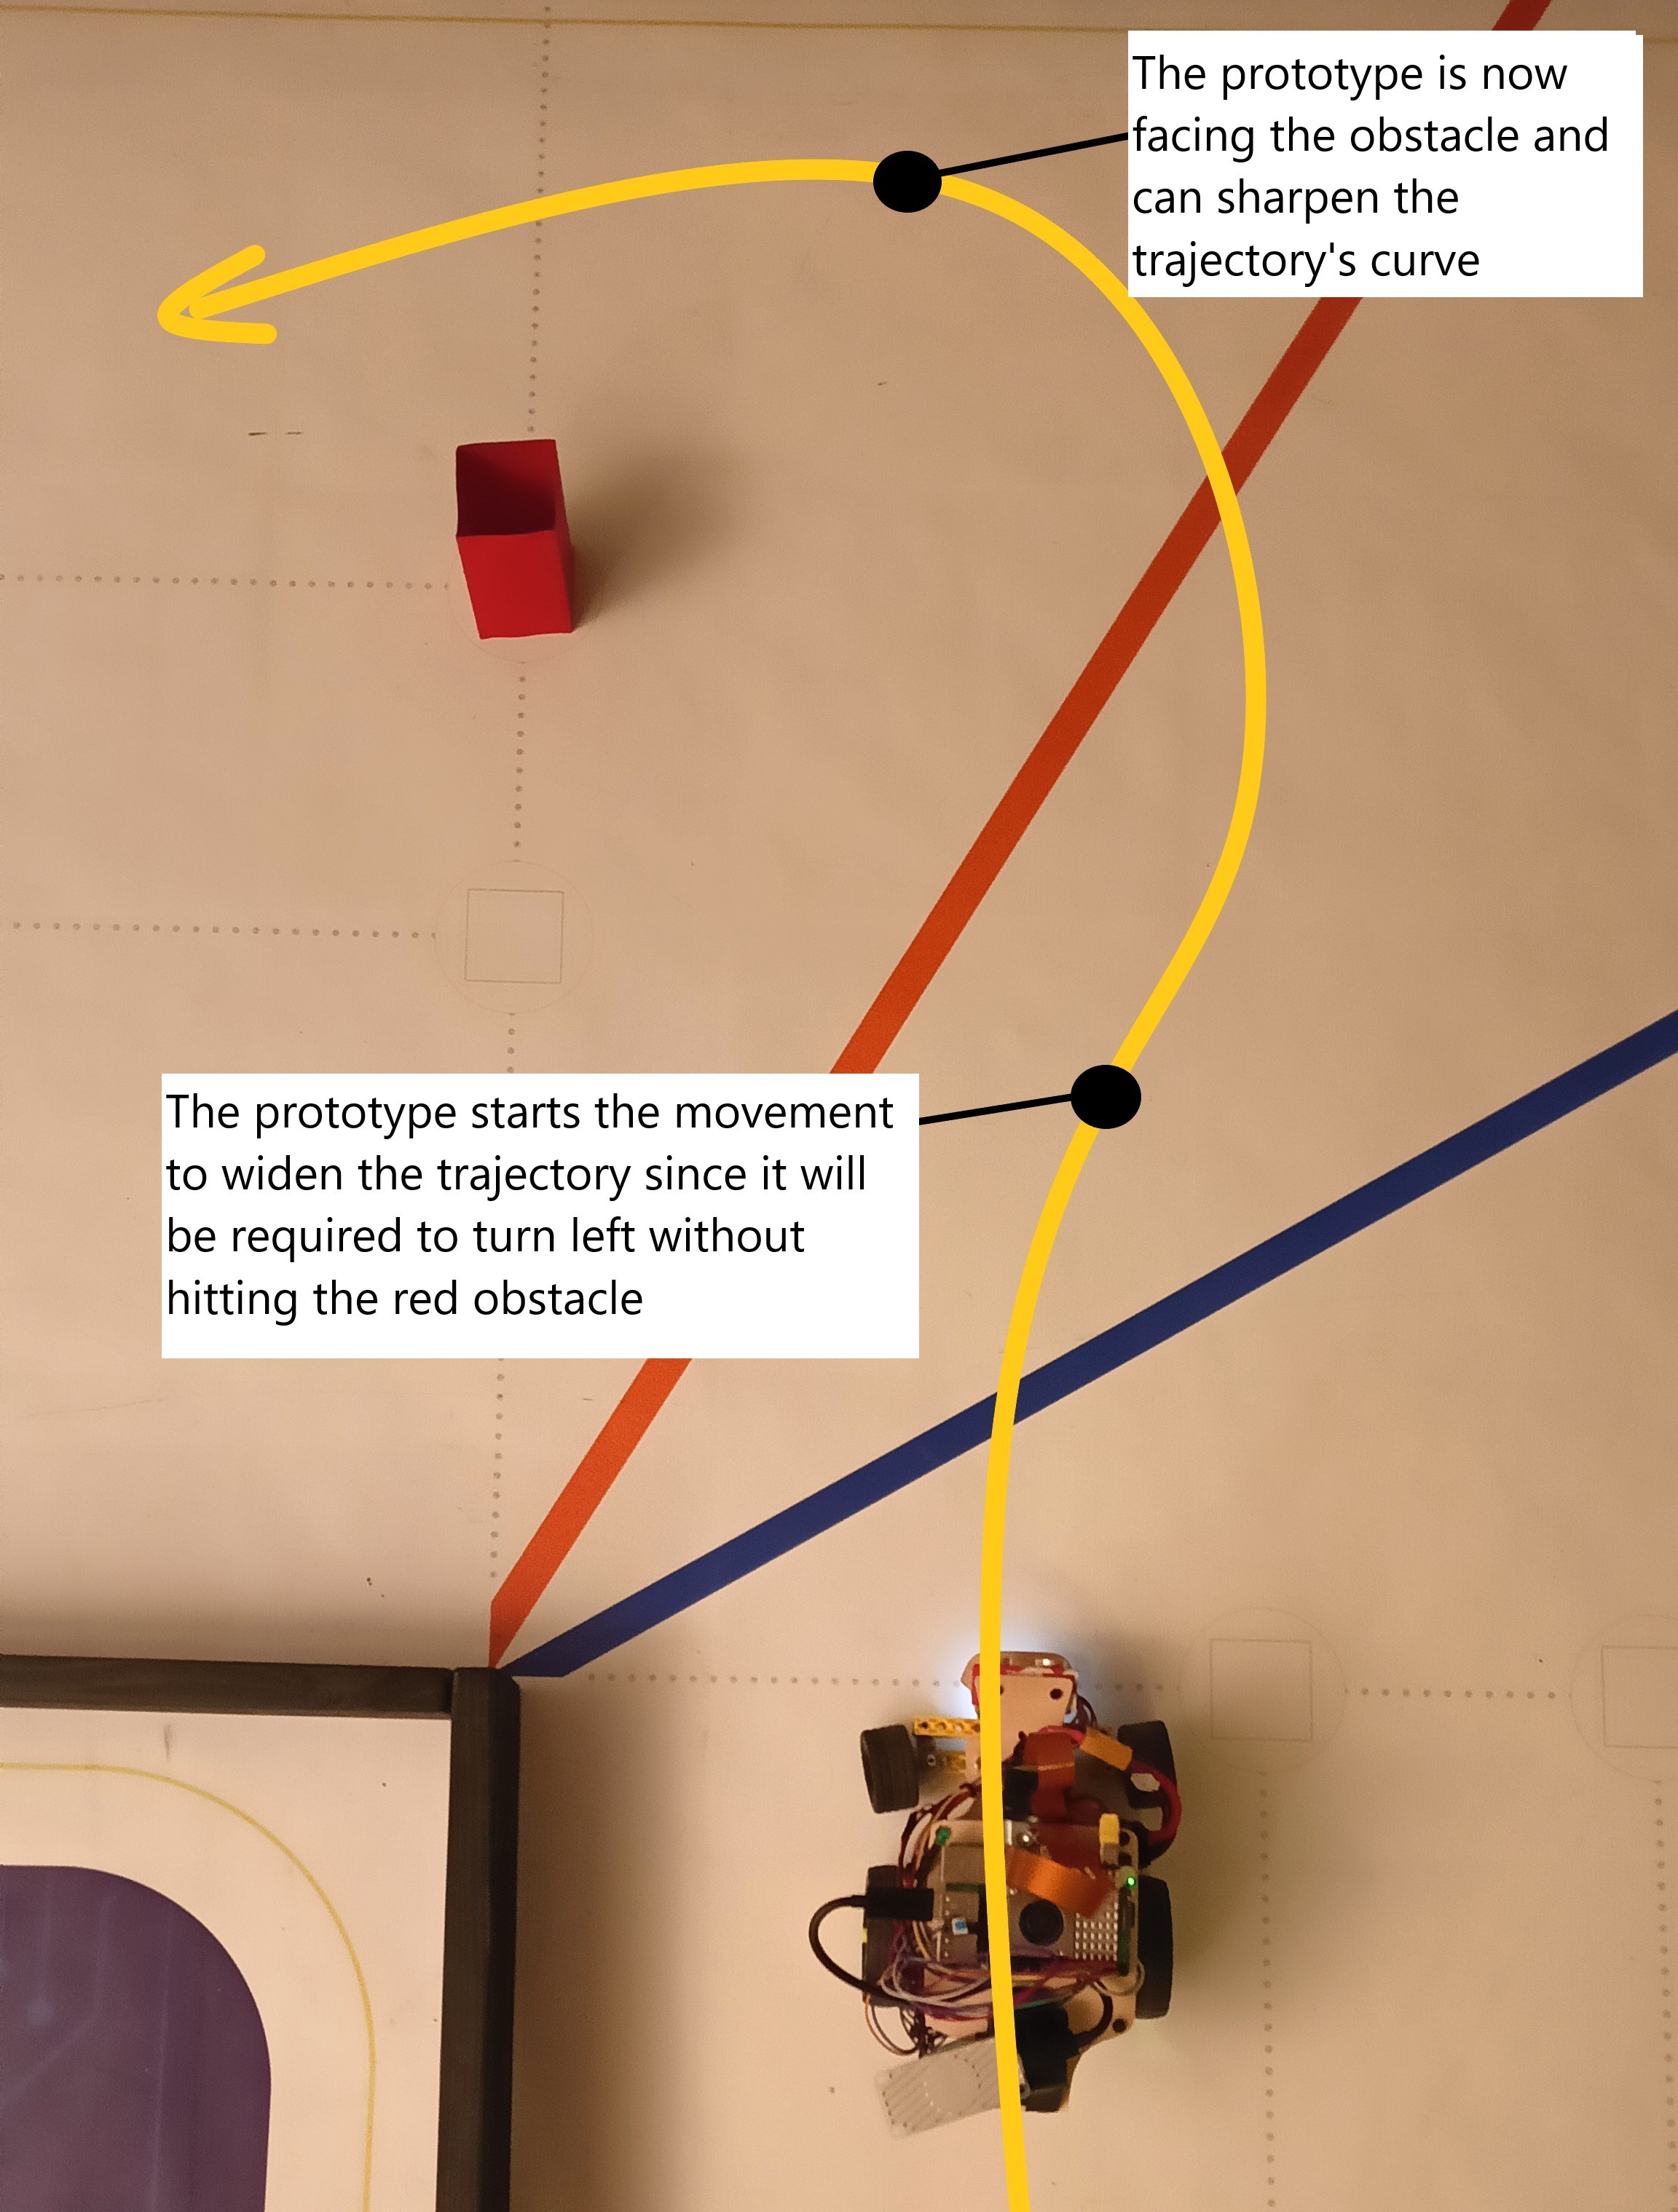 The prototype is now
facing the obstacle and
can sharpen the
trajectory's curve
The prototype starts the movement
to widen the trajectory since it will
be required to turn left without
hitting the red obstacle